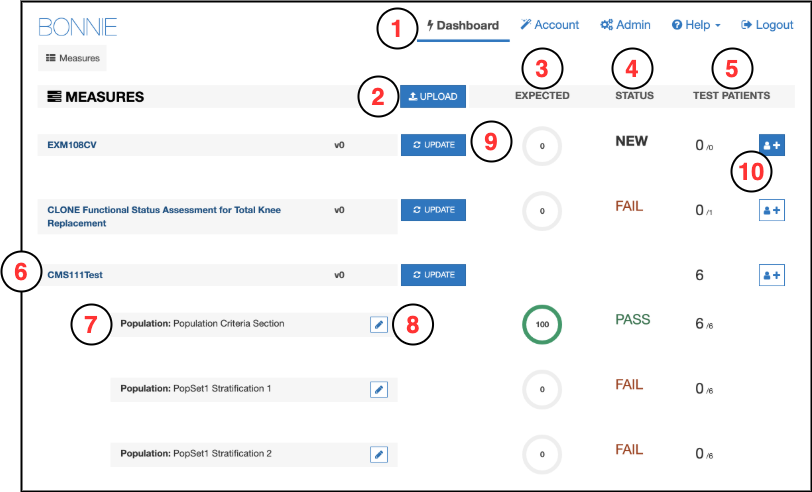 BONNIE
1 Dashboard Account Admin Help Logout
Measures
3 4 5
MEASURES 2 UPLOAD EXPECTED STATUS TEST PATIENTS
EXM108CV v0 UPDATE 9 0 NEW 0 /0
10
CLONE Functional Status Assessment for Total Knee v0 UPDATE 0 FAIL 0 /1
Replacement
6 CMS111Test v0 UPDATE 6
7 Population: Population Criteria Section 8 100 PASS 6 /6
Population: PopSet1 Stratification 1 0 FAIL 0 /6
Population: PopSet1 Stratification 2 0 FAIL 0 /6